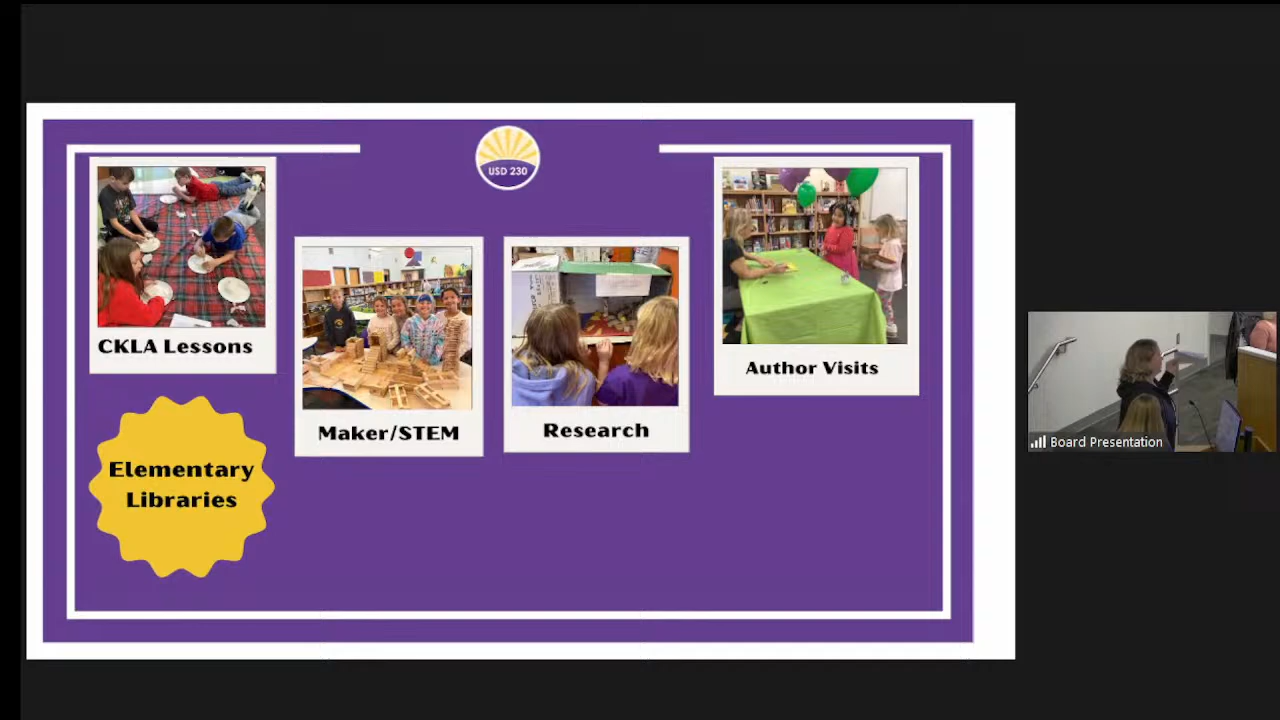 USD 230
CKLA Lessons
Maker/STEM
Research
Author Visits
Elementary
Libraries
Board Presentation